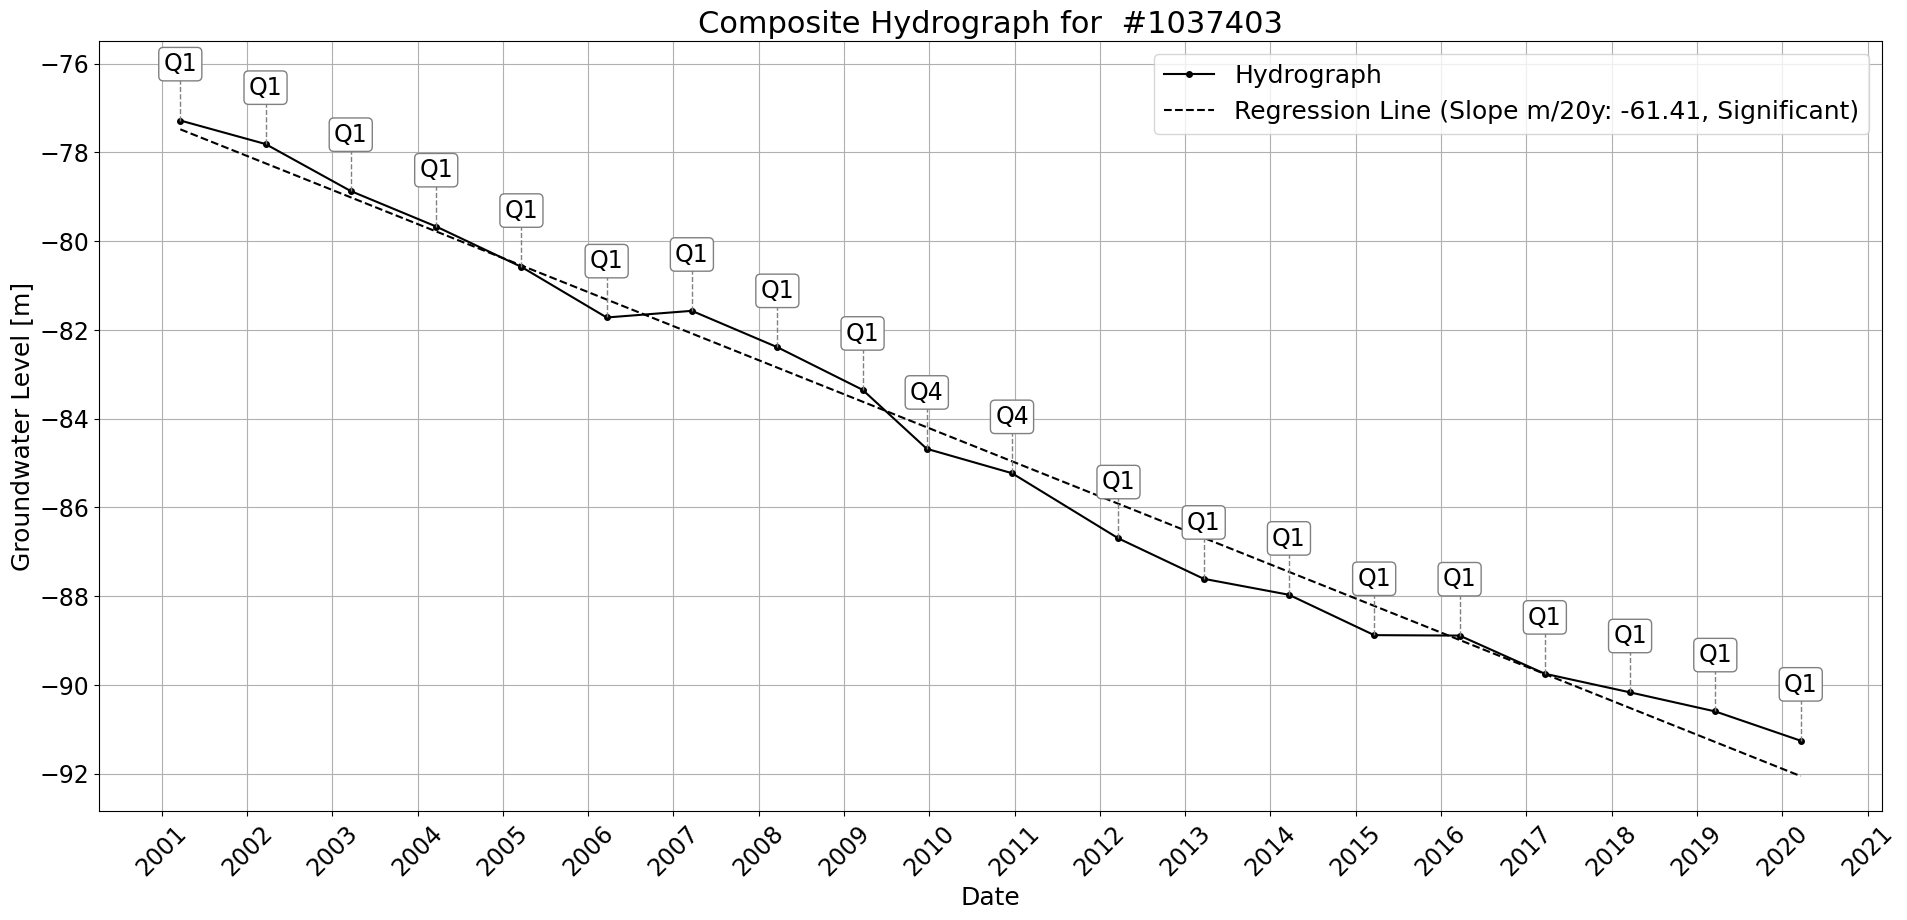 Composite Hydrograph for  #1037403
Hydrograph
Regression Line (Slope m/20y: -61.41, Significant)
Groundwater Level [m]
−76
−78
−80
−82
−84
−86
−88
−90
−92
Q1
Q1
Q1
Q1
Q1
Q1
Q1
Q1
Q1
Q4
Q4
Q1
Q1
Q1
Q1
Q1
Q1
Q1
Q1
Q1
2001
2002
2003
2004
2005
2006
2007
2008
2009
2010
2011
2012
2013
2014
2015
2016
2017
2018
2019
2020
2021
Date